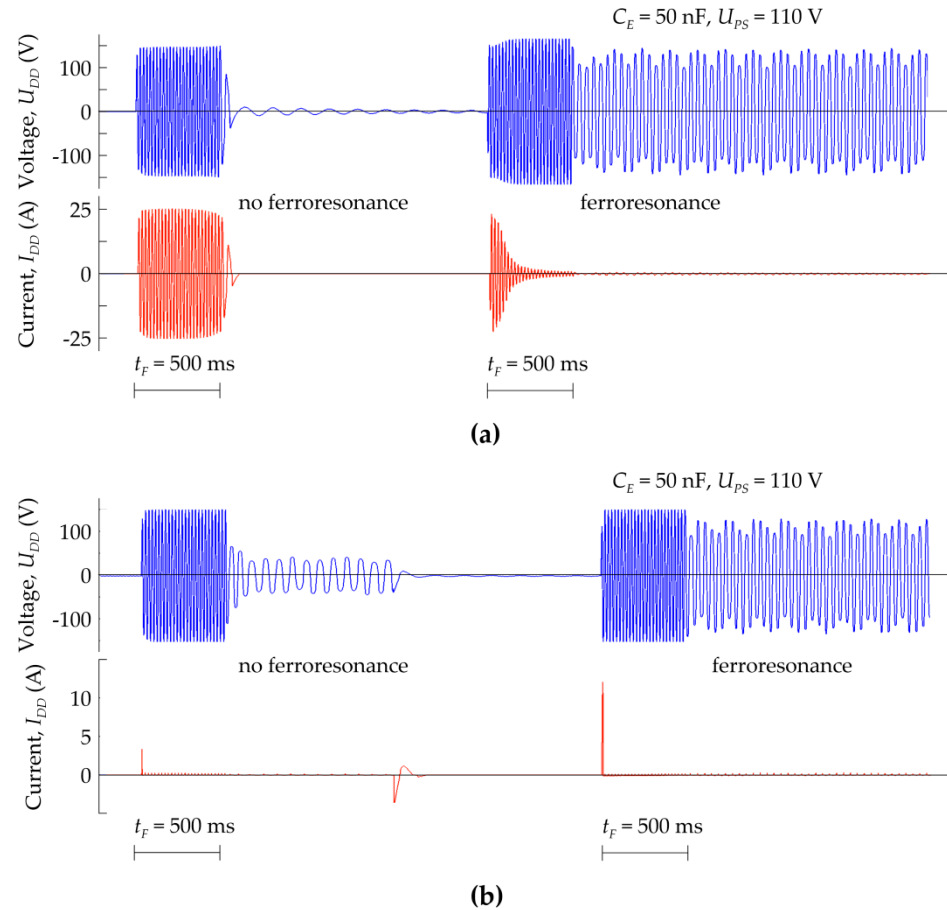 C_E = 50 nF, U_PS = 110 V
Voltage, U_DD (V)
100
0
-100
no ferroresonance
ferroresonance
Current, I_DD (A)
25
0
-25
t_F = 500 ms
t_F = 500 ms
(a)
C_E = 50 nF, U_PS = 110 V
Voltage, U_DD (V)
100
0
-100
no ferroresonance
ferroresonance
Current, I_DD (A)
10
5
0
t_F = 500 ms
t_F = 500 ms
(b)